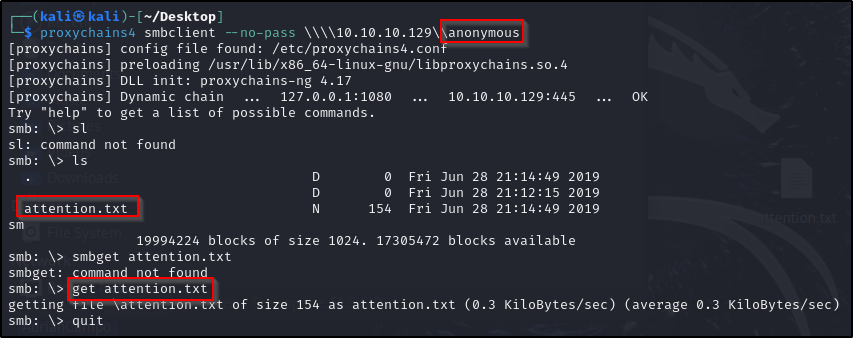 ┌──(kali㉿kali)-[~/Desktop]
└─$ proxychains4 smbclient --no-pass \\\\10.10.10.129\\anonymous
[proxychains] config file found: /etc/proxychains4.conf
[proxychains] preloading /usr/lib/x86_64-linux-gnu/libproxychains.so.4
[proxychains] DLL init: proxychains-ng 4.17
[proxychains] Dynamic chain  ...  127.0.0.1:1080  ...  10.10.10.129:445  ...  OK
Try "help" to get a list of possible commands.
smb: \> sl
sl: command not found
smb: \> ls
  .                                   D        0  Fri Jun 28 21:14:49 2019
                                      D        0  Fri Jun 28 21:12:15 2019
  attention.txt                       N      154  Fri Jun 28 21:14:49 2019
sm
                19994224 blocks of size 1024. 17305472 blocks available
smb: \> smbget attention.txt
smbget: command not found
smb: \> get attention.txt
getting file \attention.txt of size 154 as attention.txt (0.3 KiloBytes/sec) (average 0.3 KiloBytes/sec)
smb: \> quit
Downloads
File System
attention.txt